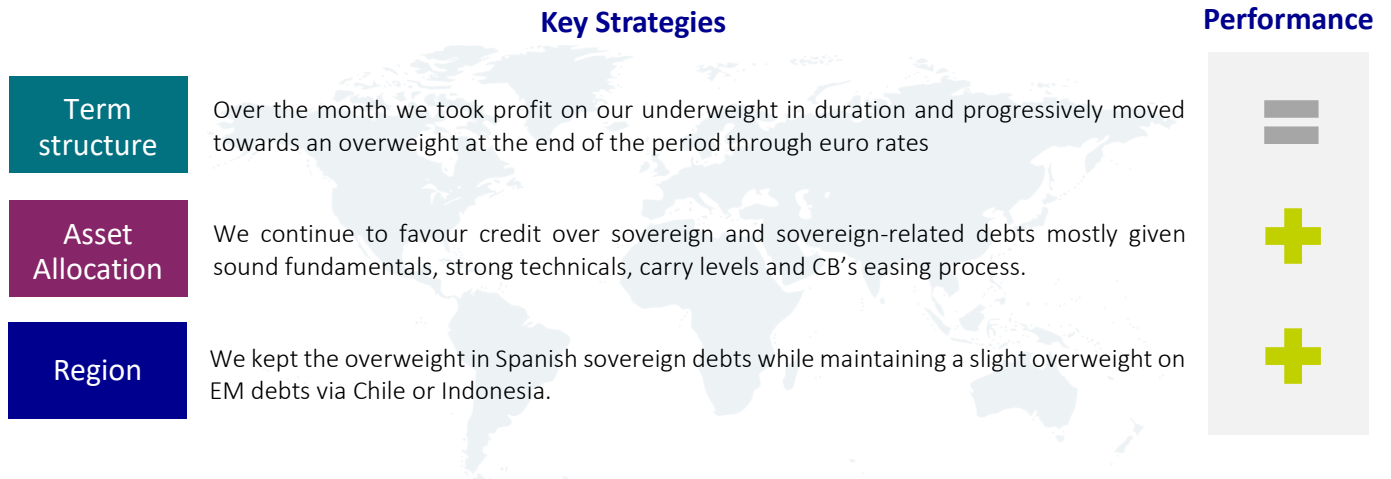 Key Strategies
Performance
Term
structure
Over the month we took profit on our underweight in duration and progressively moved
towards an overweight at the end of the period through euro rates
=
Asset
Allocation
We continue to favour credit over sovereign and sovereign-related debts mostly given
sound fundamentals, strong technicals, carry levels and CB’s easing process.
+
Region
We kept the overweight in Spanish sovereign debts while maintaining a slight overweight on
EM debts via Chile or Indonesia.
+